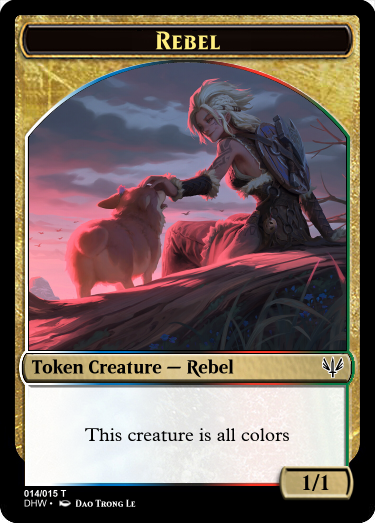 Rebel
Token Creature — Rebel
This creature is all colors
1/1
014/015 T
DHW • Dao Trong Le